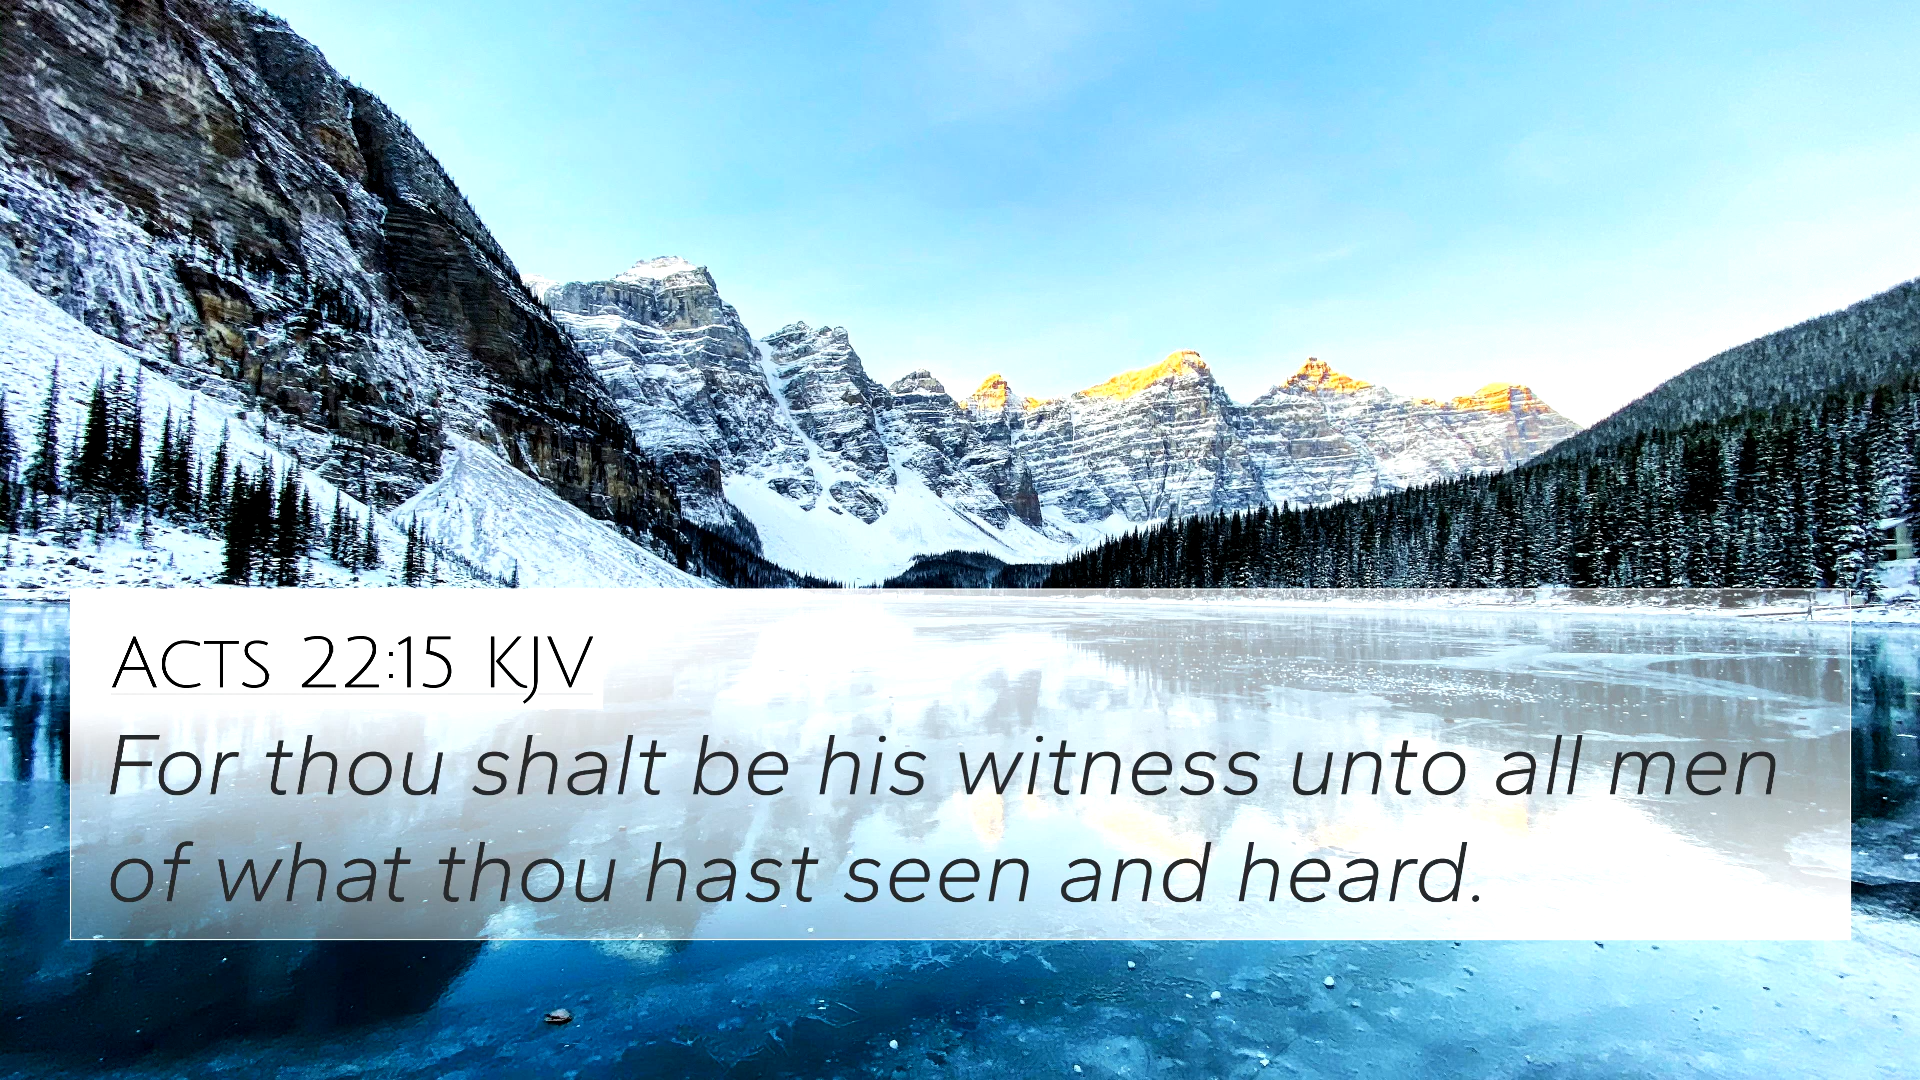 Acts 22:15 KJV
For thou shalt be his witness unto all men
of what thou hast seen and heard.